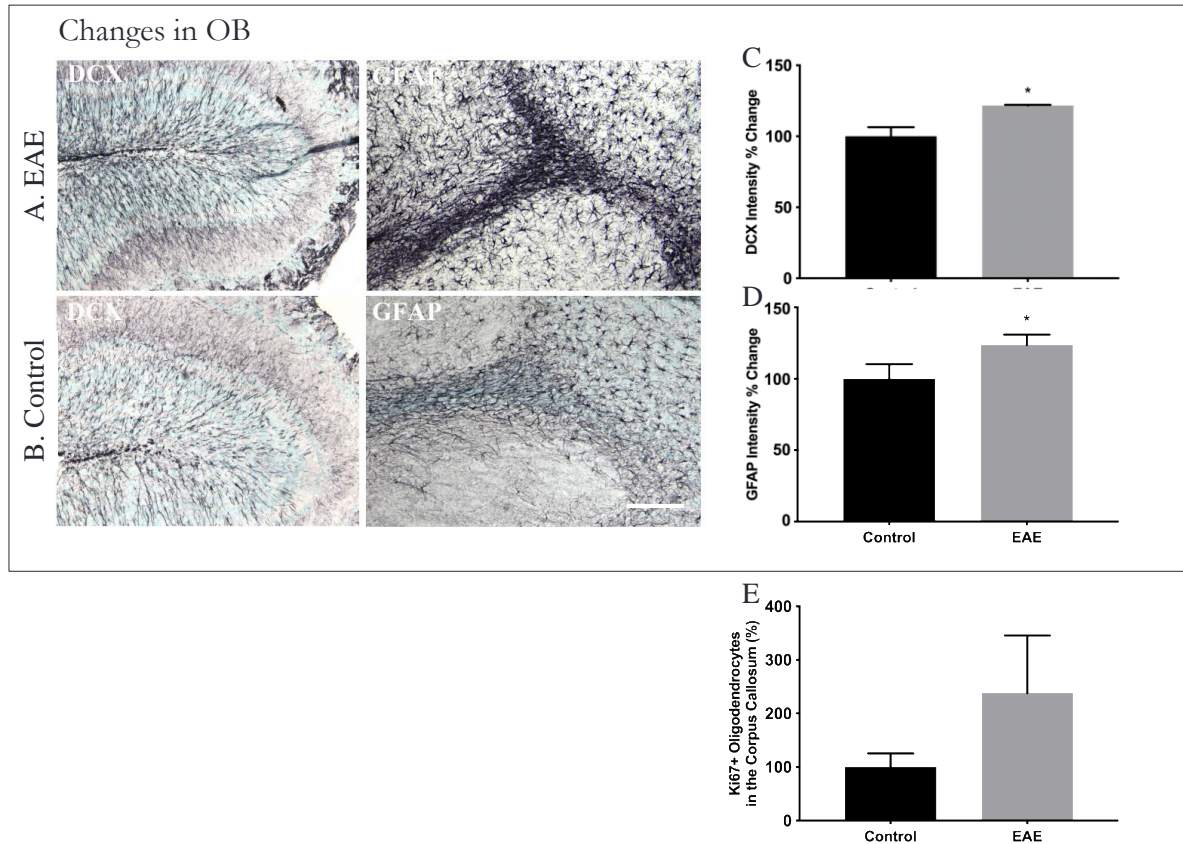 Changes in OB
A. EAE
DCX
GFAP
B. Control
DCX
GFAP
C
DCX Intensity % Change
150
*
100
50
0
D
GFAP Intensity % Change
150
*
100
50
0
Control
EAE
E
Ki67+ Oligodendrocytes
in the Corpus Callosum (%)
400
300
200
100
0
Control
EAE